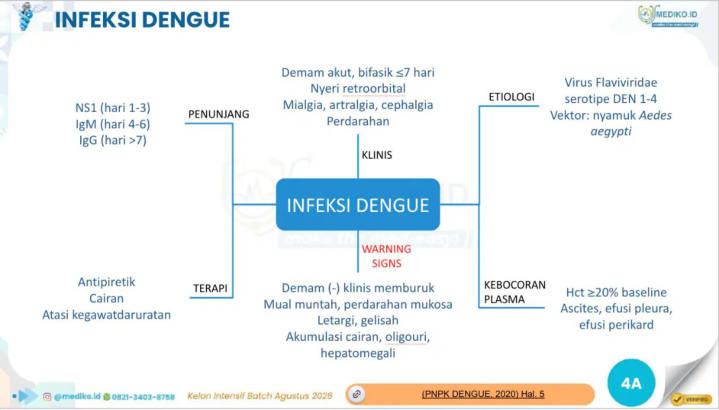 INFEKSI DENGUE
MEDIKO.ID
Demam akut, bifasik ≤7 hari
Nyeri retroorbital
Mialgia, artralgia, cephalgia
Perdarahan
KLINIS
NS1 (hari 1-3)
IgM (hari 4-6)
IgG (hari >7)
PENUNJANG
ETIOLOGI
Virus Flaviviridae
serotipe DEN 1-4
Vektor: nyamuk Aedes
aegypti
INFEKSI DENGUE
WARNING
SIGNS
Demam (-) klinis memburuk
Mual muntah, perdarahan mukosa
Letargi, gelisah
Akumulasi cairan, oligouri,
hepatomegali
Antipiretik
Cairan
Atasi kegawatdaruratan
TERAPI
KEBOCORAN
PLASMA
Hct ≥20% baseline
Ascites, efusi pleura,
efusi perikard
4A
@mediko.id
0821-3403-8758
Kelon Intensif Batch Agustus 2026
(PNPK DENGUE, 2020) Hal. 5
VERIFIED